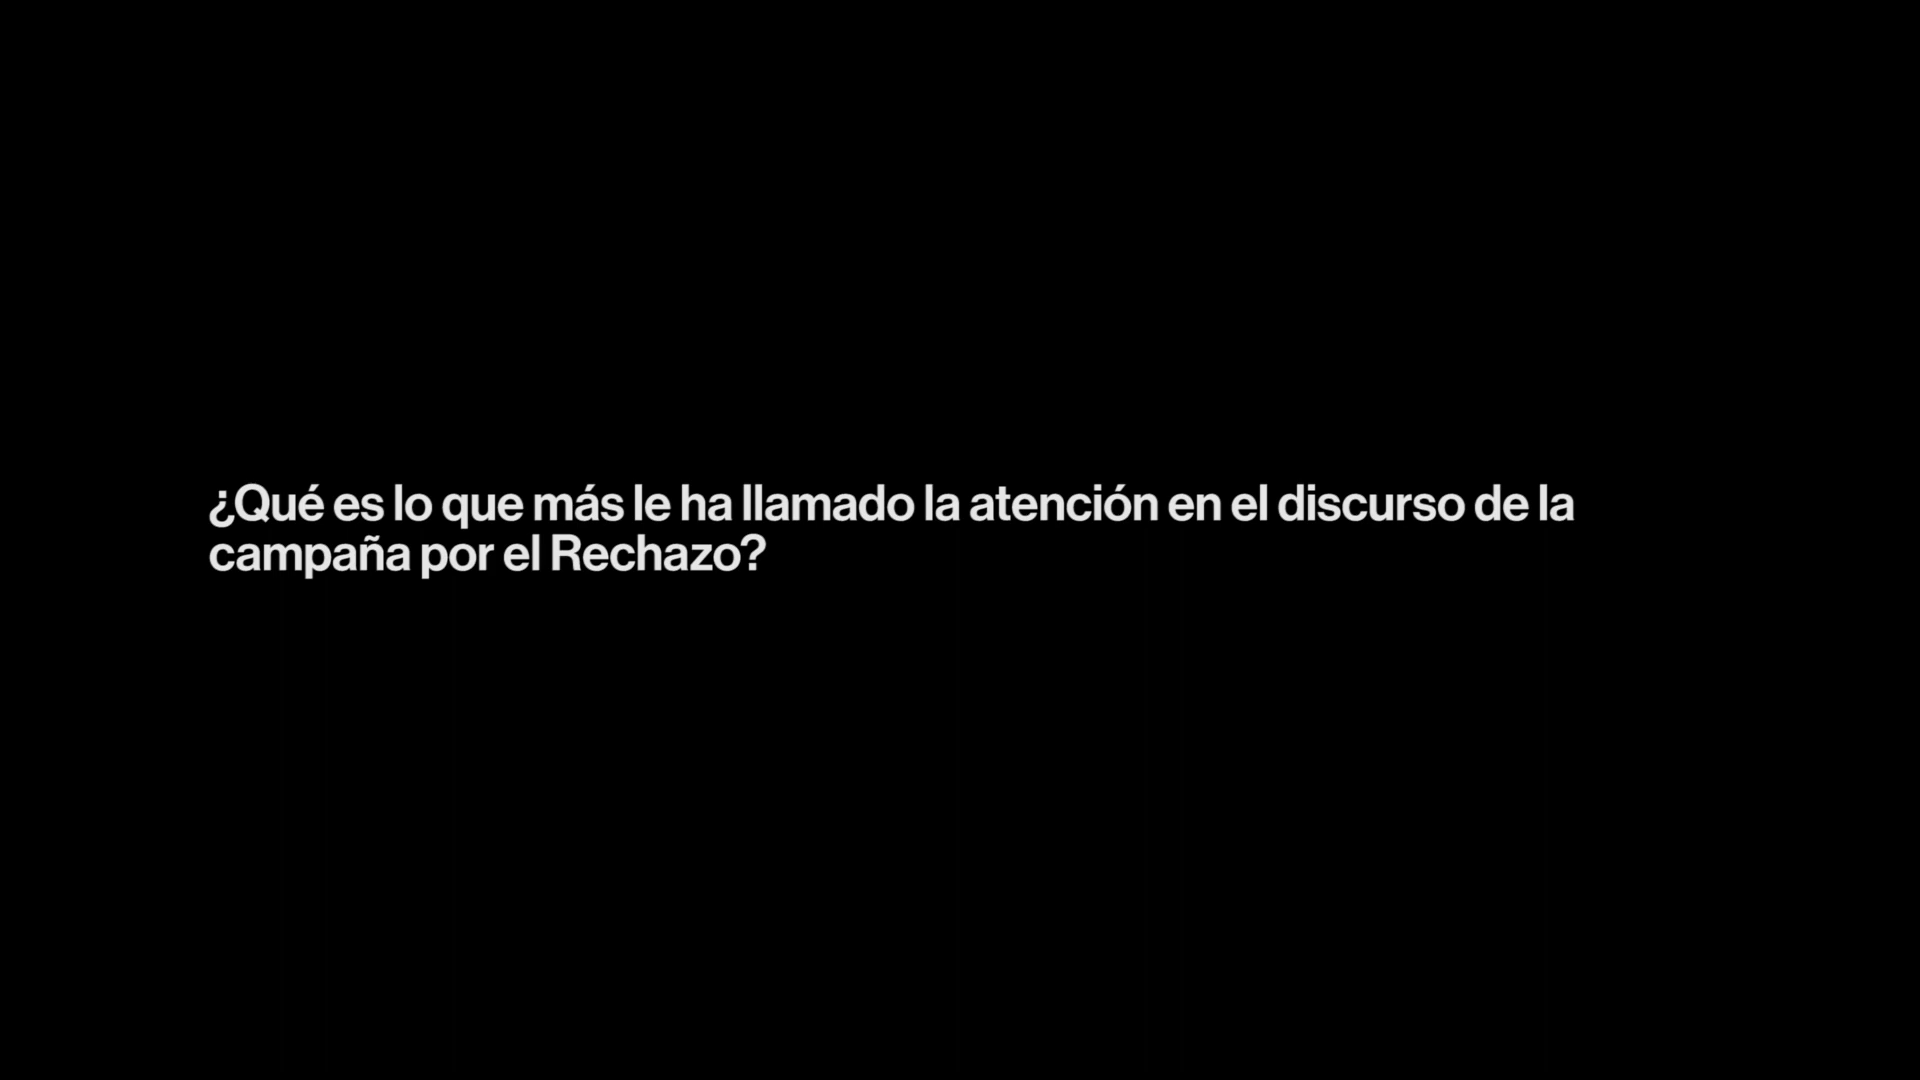 ¿Qué es lo que más le ha llamado la atención en el discurso de la
campaña por el Rechazo?